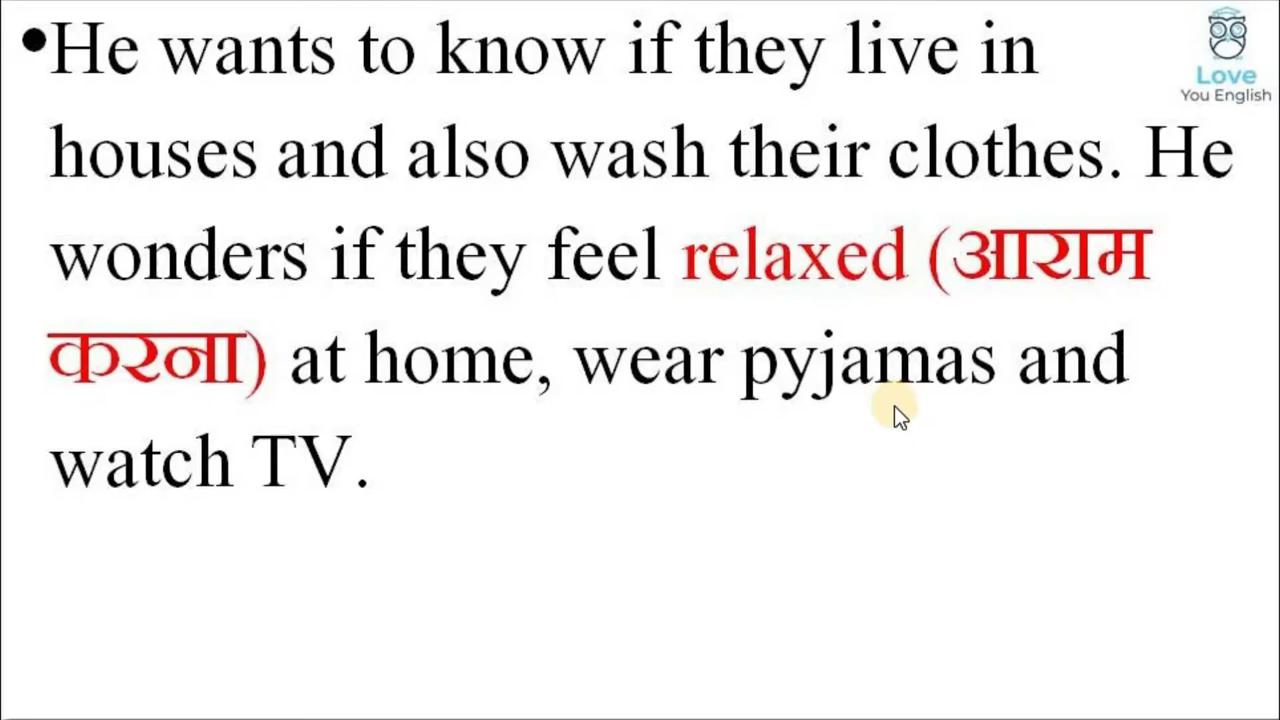 •He wants to know if they live in
houses and also wash their clothes. He
wonders if they feel relaxed (आराम
करना) at home, wear pyjamas and
watch TV.
Love
You English